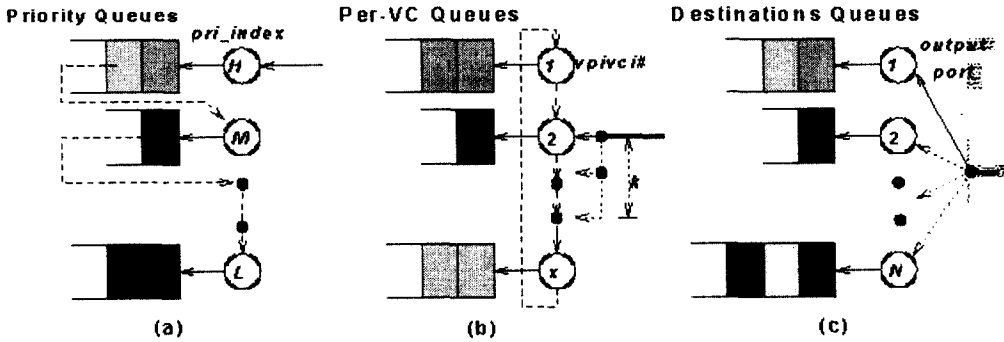 Priority Queues
Per-VC Queues
Destinations Queues
pri_index
H
M
L
(a)
1
vpivci#
2
k
x
(b)
output
port
1
2
N
(c)